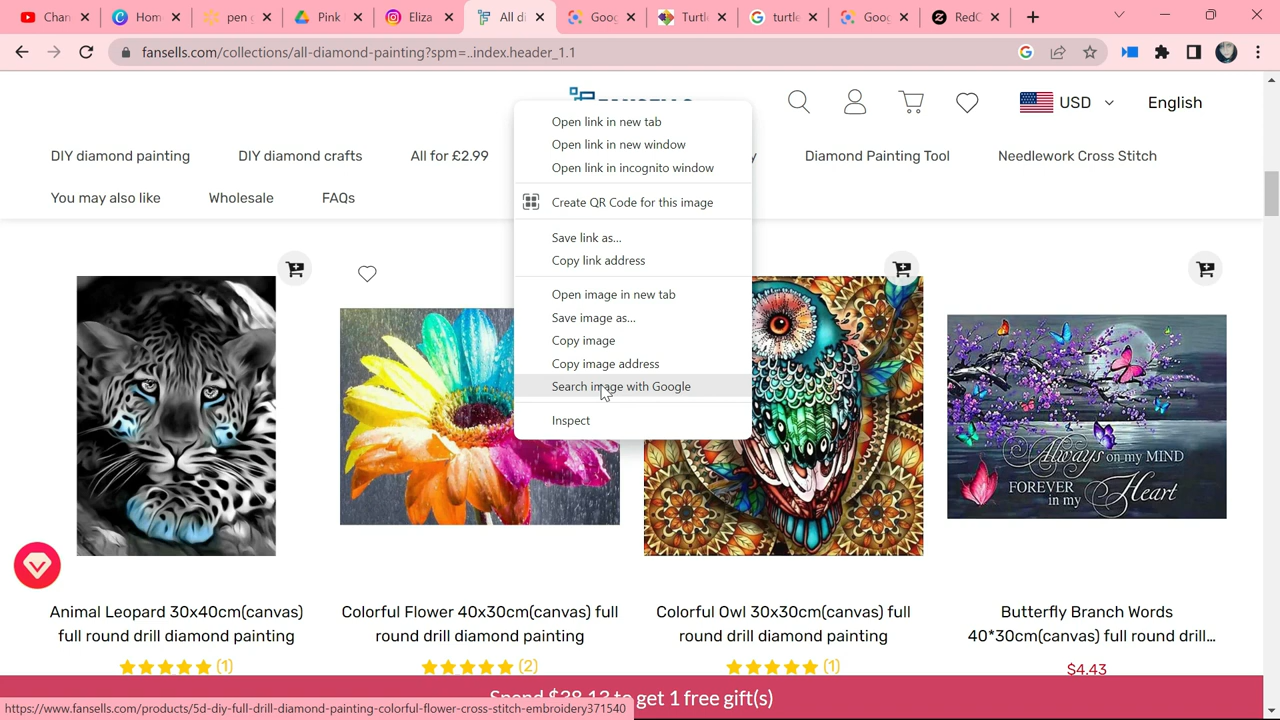 Chan
Hom
pen g
Pink
Eliza
All di
Goog
Turtle
turtle
Goog
RedC
fansells.com/collections/all-diamond-painting?spm=..index.header_1.1
USD
English
DIY diamond painting
DIY diamond crafts
All for £2.99
Diamond Painting Tool
Needlework Cross Stitch
You may also like
Wholesale
FAQs
Open link in new tab
Open link in new window
Open link in incognito window
Create QR Code for this image
Save link as...
Copy link address
Open image in new tab
Save image as...
Copy image
Copy image address
Search image with Google
Inspect
Always on my MIND
FOREVER
in my Heart
Animal Leopard 30x40cm(canvas)
full round drill diamond painting
(1)
Colorful Flower 40x30cm(canvas) full
round drill diamond painting
(2)
Colorful Owl 30x30cm(canvas) full
round drill diamond painting
(1)
Butterfly Branch Words
40*30cm(canvas) full round drill...
$4.43
Spend $38.13 to get 1 free gift(s)
https://www.fansells.com/products/5d-diy-full-drill-diamond-painting-colorful-flower-cross-stitch-embroidery371540